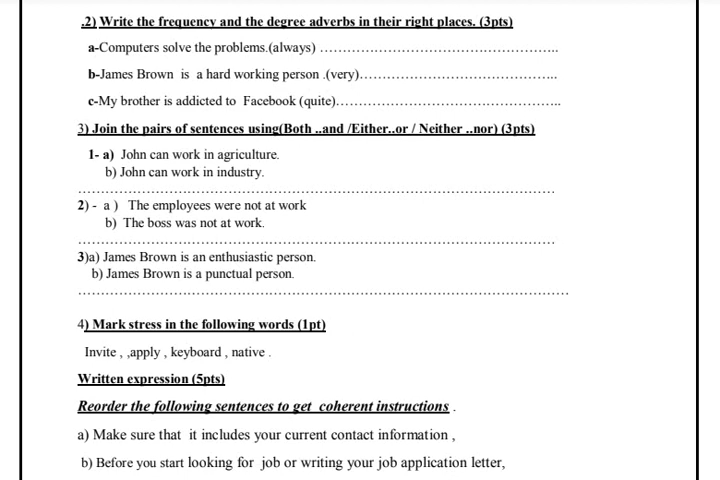 .2) Write the frequency and the degree adverbs in their right places. (3pts)
a-Computers solve the problems.(always) ........................................................
b-James Brown is a hard working person .(very)..............................................
c-My brother is addicted to Facebook (quite)...................................................
3) Join the pairs of sentences using(Both ..and /Either..or / Neither ..nor) (3pts)
1- a) John can work in agriculture.
b) John can work in industry.
................................................................................................................
2) - a ) The employees were not at work
b) The boss was not at work.
................................................................................................................
3)a) James Brown is an enthusiastic person.
b) James Brown is a punctual person.
...................................................................................................................
4) Mark stress in the following words (1pt)
Invite , ,apply , keyboard , native .
Written expression (5pts)
Reorder the following sentences to get coherent instructions .
a) Make sure that it includes your current contact information ,
b) Before you start looking for job or writing your job application letter,